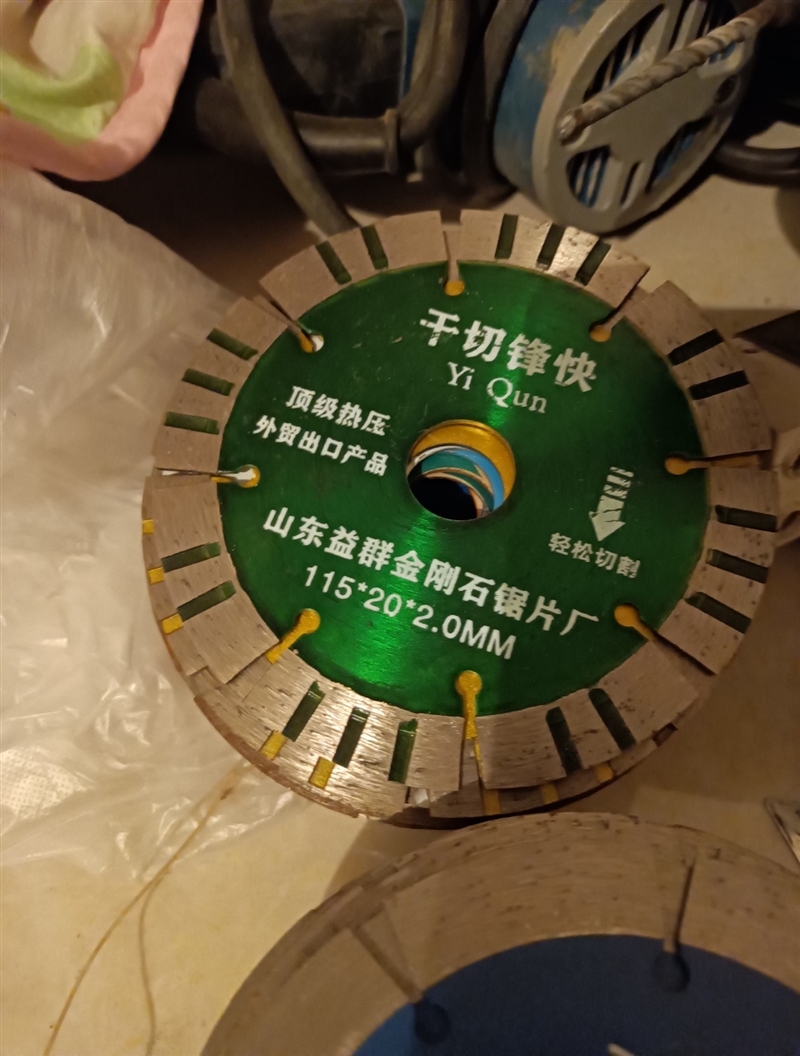 干切锋快
Yi Qun
顶级热压
外贸出口产品
轻松切割
山东益群金刚石锯片厂
115*20*2.0MM